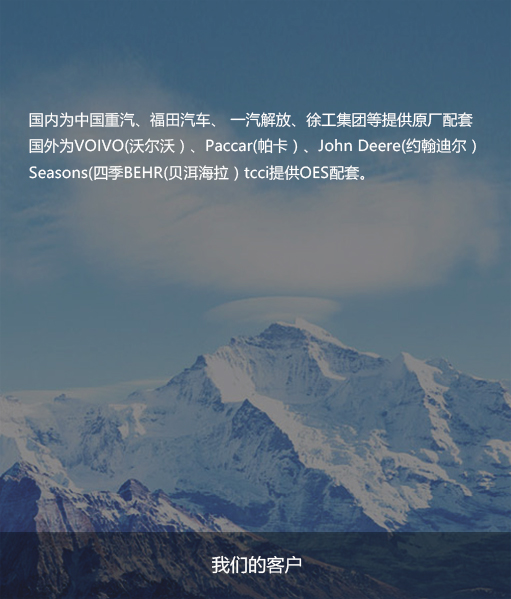 国内为中国重汽、福田汽车、 一汽解放、徐工集团等提供原厂配套
国外为VOIVO(沃尔沃）、Paccar(帕卡）、John Deere(约翰迪尔）
Seasons(四季BEHR(贝洱海拉）tcci提供OES配套。
我们的客户